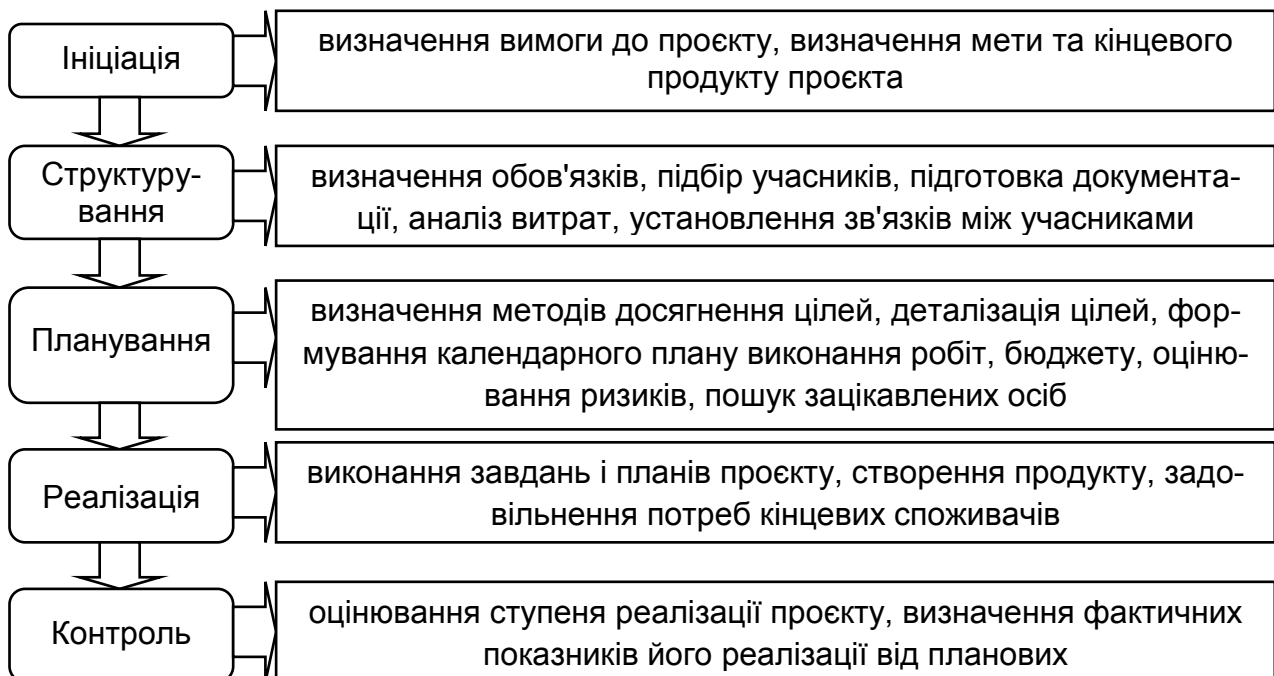 Ініціація
визначення вимоги до проєкту, визначення мети та кінцевого
продукту проєкта
Структуру-
вання
визначення обов'язків, підбір учасників, підготовка документа-
ції, аналіз витрат, установлення зв'язків між учасниками
Планування
визначення методів досягнення цілей, деталізація цілей, фор-
мування календарного плану виконання робіт, бюджету, оціню-
вання ризиків, пошук зацікавлених осіб
Реалізація
виконання завдань і планів проєкту, створення продукту, задо-
вільнення потреб кінцевих споживачів
Контроль
оцінювання ступеня реалізації проєкту, визначення фактичних
показників його реалізації від планових